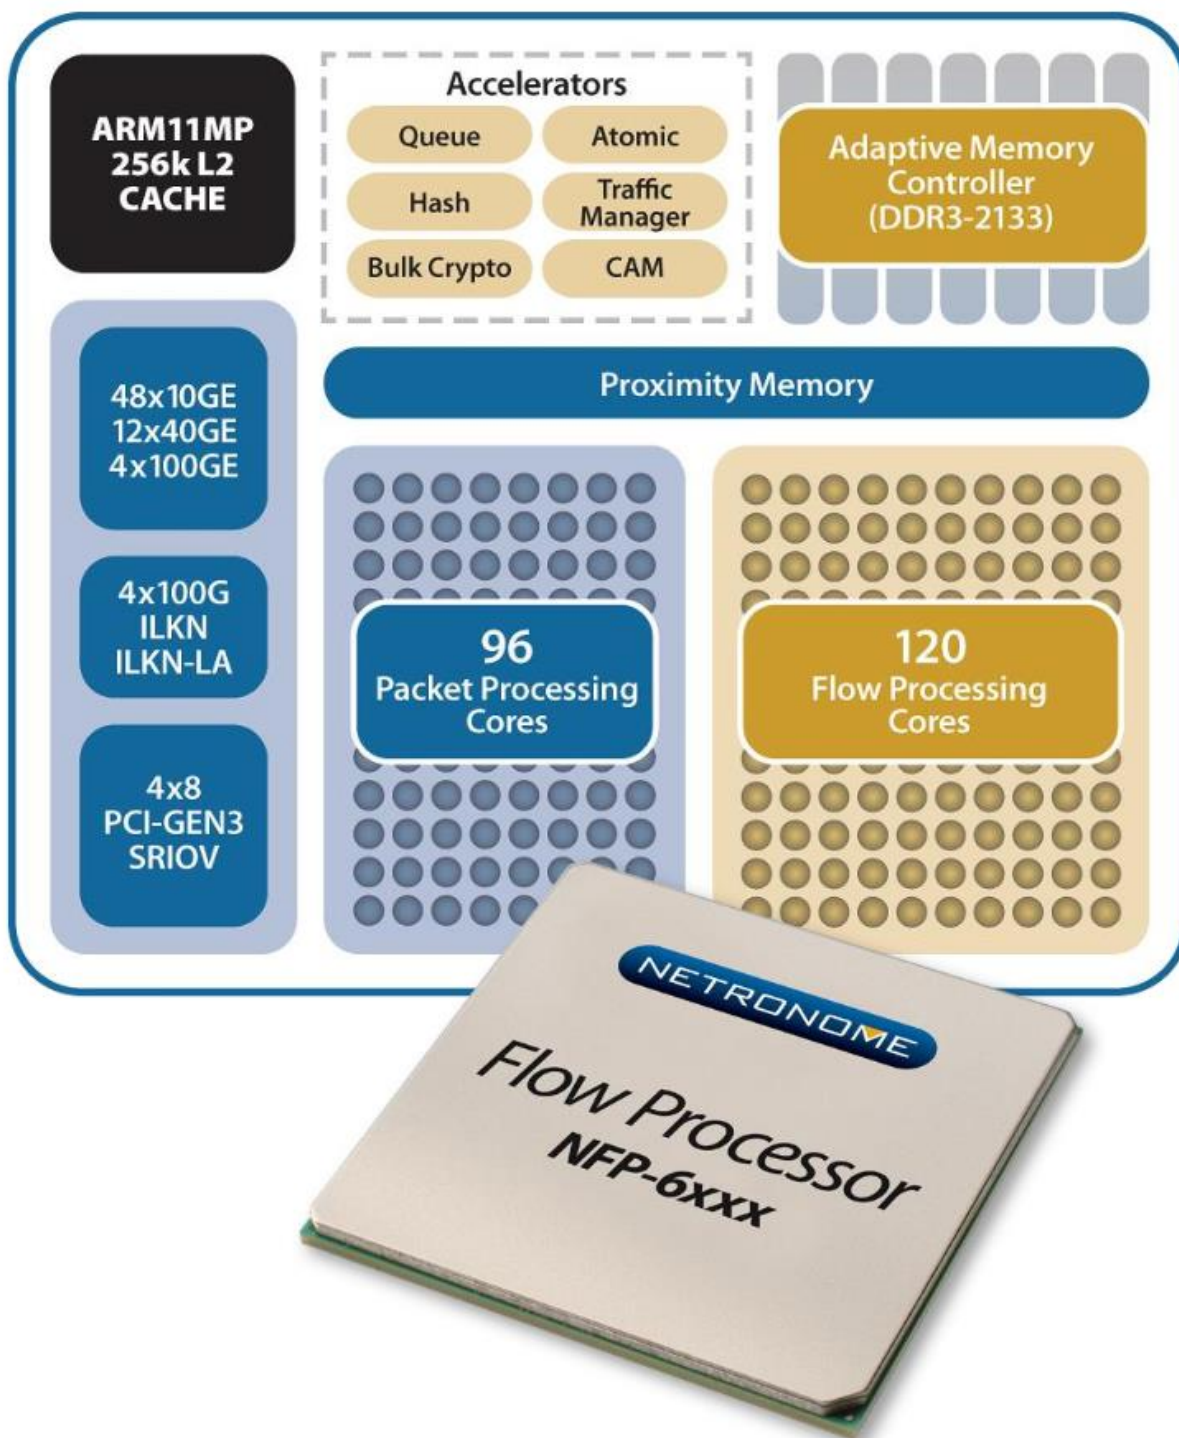 ARM11MP
256k L2
CACHE
Accelerators
Queue
Atomic
Hash
Traffic
Manager
Bulk Crypto
CAM
Adaptive Memory
Controller
(DDR3-2133)
48x10GE
12x40GE
4x100GE
Proximity Memory
4x100G
ILKN
ILKN-LA
96
Packet Processing
Cores
120
Flow Processing
Cores
4x8
PCI-GEN3
SRIOV
NETRONOME
Flow Processor
NFP-6xxx